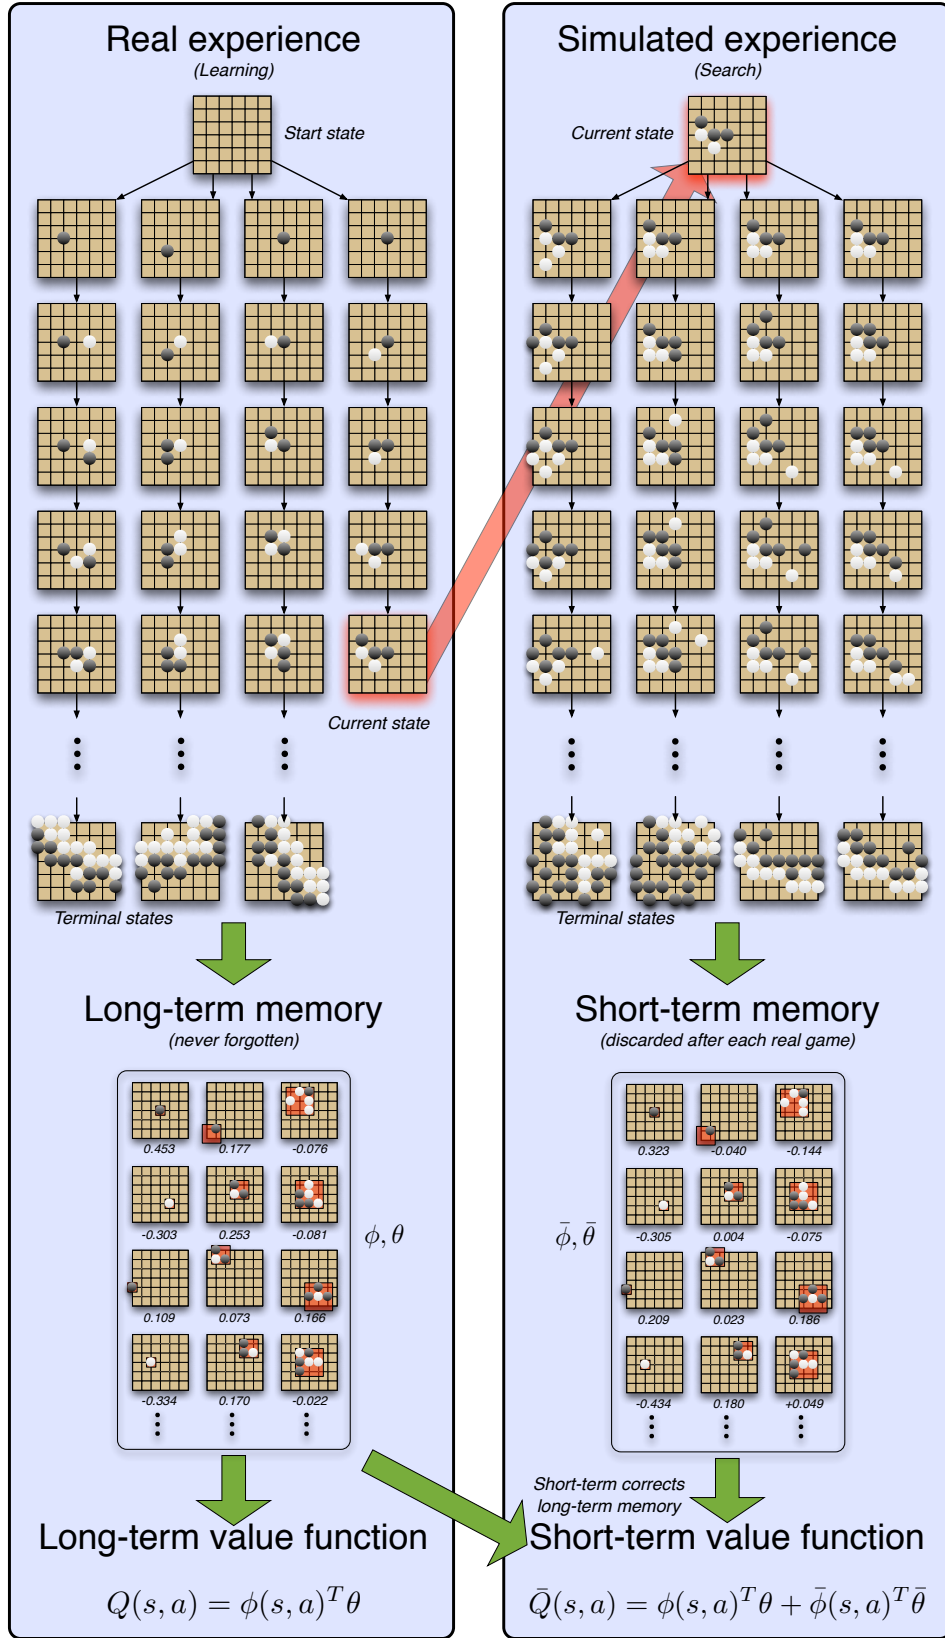 Real experience
(Learning)
Start state
Current state
Terminal states
Long-term memory
(never forgotten)
0.453 0.177 -0.076
-0.303 0.253 -0.081
0.109 0.073 0.166
-0.334 0.170 -0.022
ϕ, θ
Long-term value function
Q(s, a) = ϕ(s, a)ᵀθ
Simulated experience
(Search)
Current state
Terminal states
Short-term memory
(discarded after each real game)
0.323 -0.040 -0.144
-0.305 0.004 -0.075
0.209 0.023 0.186
-0.434 0.180 +0.049
ϕ̄, θ̄
Short-term corrects
long-term memory
Short-term value function
Q̄(s, a) = ϕ(s, a)ᵀθ + ϕ̄(s, a)ᵀθ̄